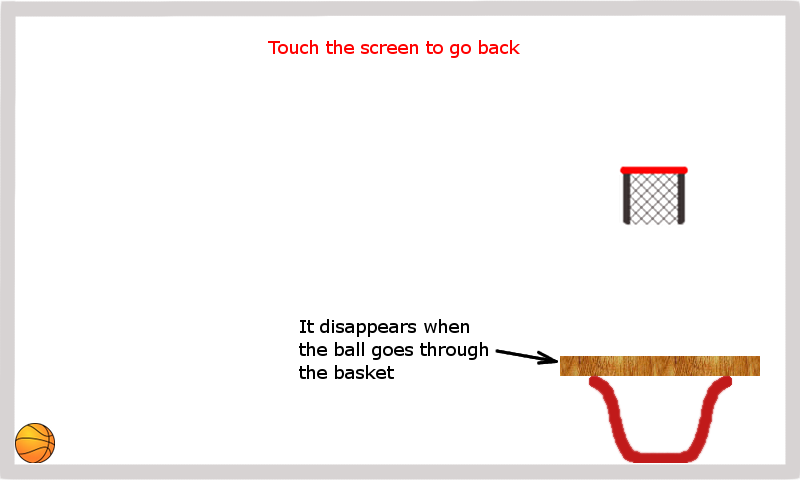 Touch the screen to go back
It disappears when
the ball goes through
the basket